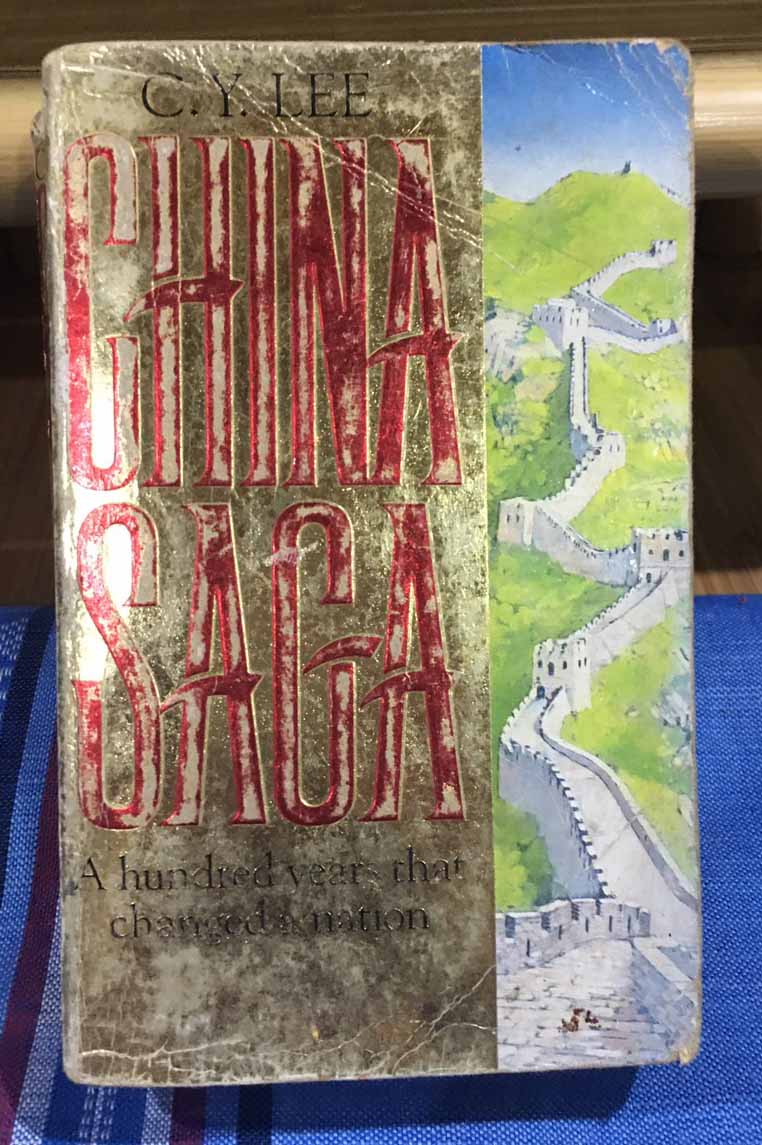 C. Y. LEE
CHINA
SAGA
A hundred years that
changed a nation